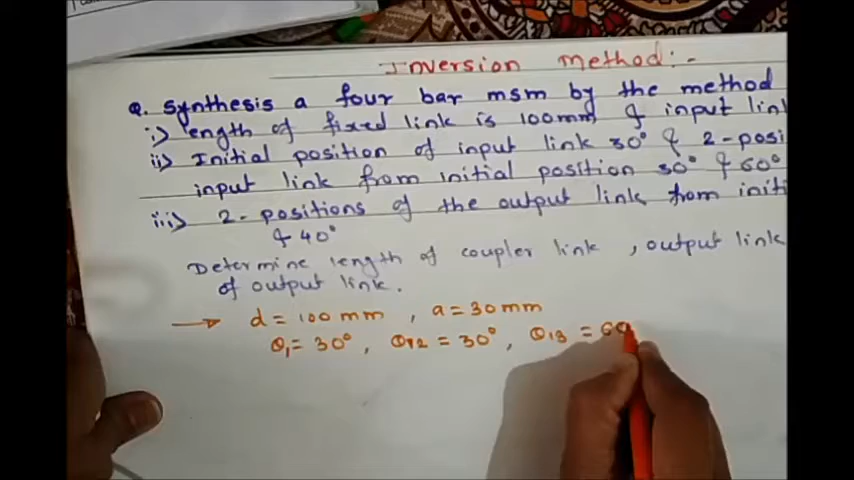 Inversion method:-
Q. Synthesis a four bar msm by the method
i) length of fixed link is 100mm & input lin
ii) Initial position of input link 30° & 2-posi
input link from initial position 30° & 60°
iii) 2-positions of the output link from initi
& 40°
Determine length of coupler link , output link
of output link.
→ d = 100 mm , a = 30mm
θ1 = 30° , θ12 = 30° , θ13 = 60